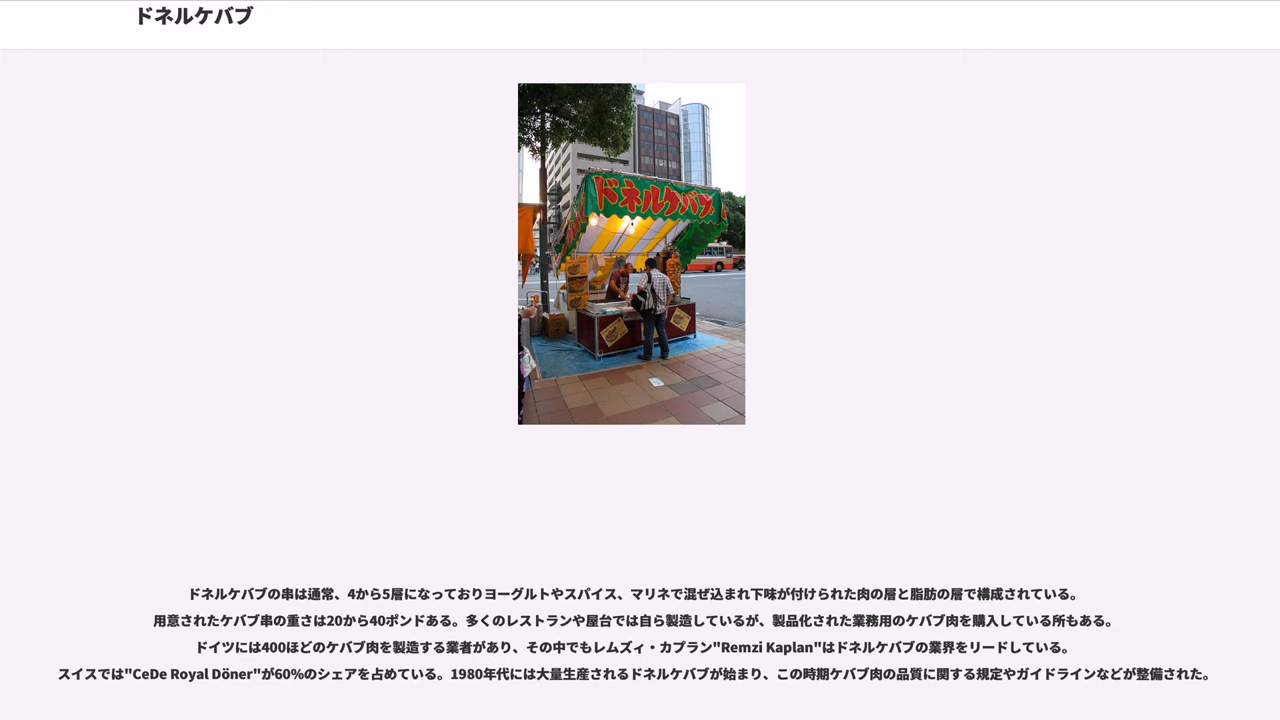 ドネルケバブ
ドネルケバブ
ドネルケバブの串は通常、4から5層になっておりヨーグルトやスパイス、マリネで混ぜ込まれ下味が付けられた肉の層と脂肪の層で構成されている。
用意されたケバブ串の重さは20から40ポンドある。多くのレストランや屋台では自ら製造しているが、製品化された業務用のケバブ肉を購入している所もある。
ドイツには400ほどのケバブ肉を製造する業者があり、その中でもレムズィ・カプラン"Remzi Kaplan"はドネルケバブの業界をリードしている。
スイスでは"CeDe Royal Döner"が60%のシェアを占めている。1980年代には大量生産されるドネルケバブが始まり、この時期ケバブ肉の品質に関する規定やガイドラインなどが整備された。